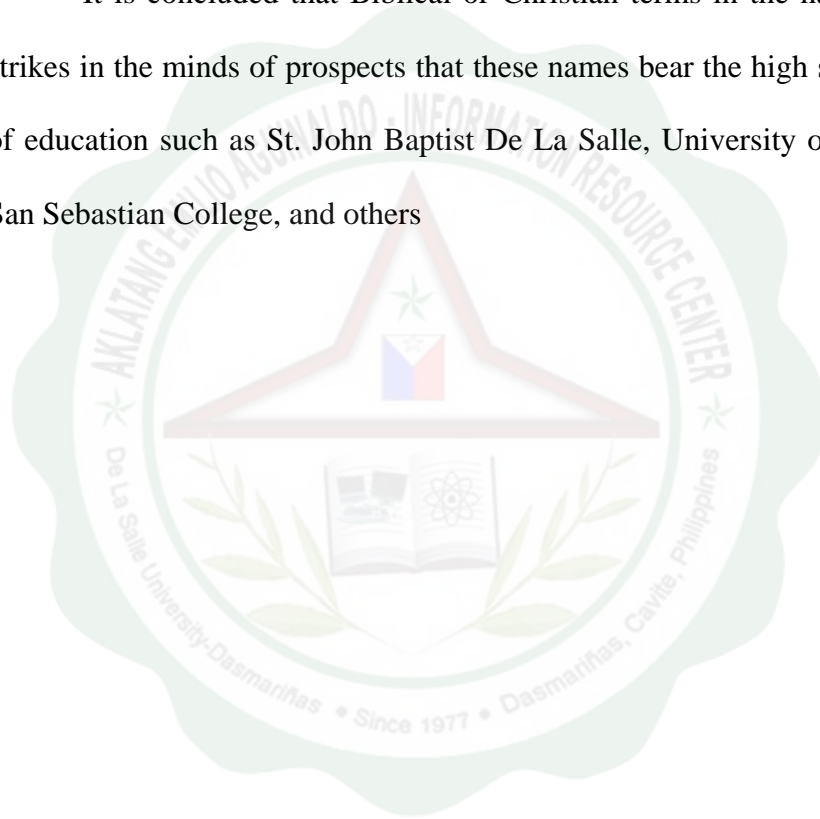 It is concluded that Biblical or Christian terms in the
trikes in the minds of prospects that these names bear the high
of education such as St. John Baptist De La Salle, University
San Sebastian College, and others
AKLATANG EMILIO AGUINALDO - INFORMATION RESOURCE CENTER
De La Salle University-Dasmariñas • Since 1977 • Dasmariñas, Cavite, Philippines